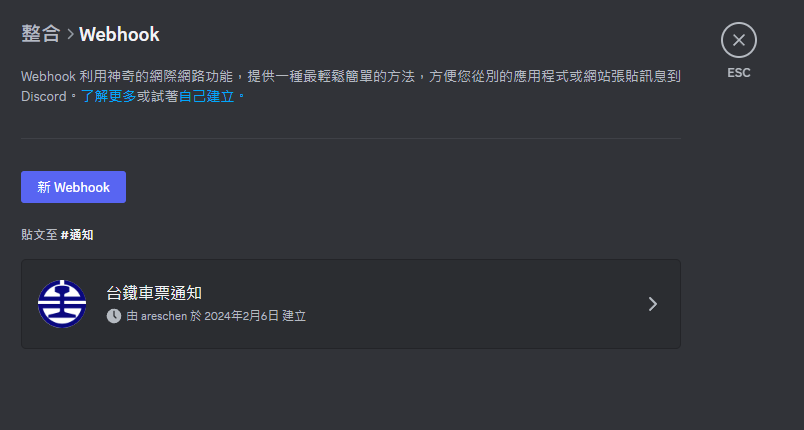 整合 > Webhook
Webhook 利用神奇的網際網路功能，提供一種最輕鬆簡單的方法，方便您從別的應用程式或網站張貼訊息到
Discord。了解更多或試著自己建立。
ESC
新 Webhook
貼文至 #通知
台鐵車票通知
由 areschen 於 2024年2月6日 建立